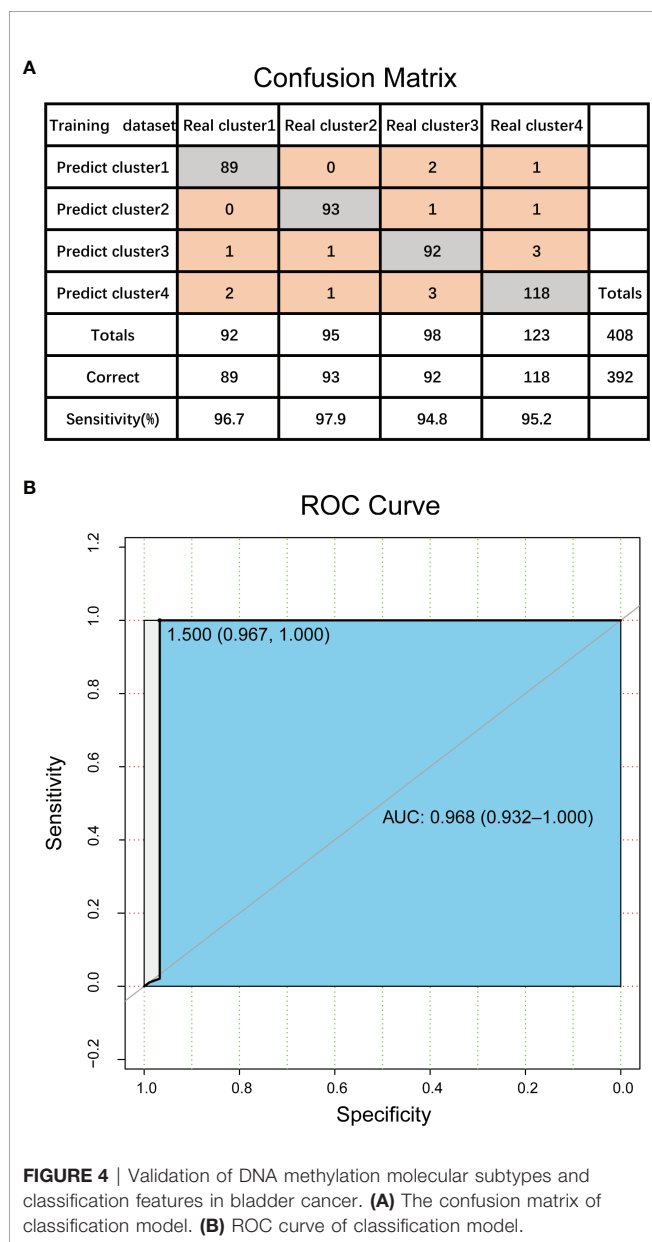 A
Confusion Matrix
Training dataset Real cluster1 Real cluster2 Real cluster3 Real cluster4
Predict cluster1 89 0 2 1
Predict cluster2 0 93 1 1
Predict cluster3 1 1 92 3
Predict cluster4 2 1 3 118 Totals
Totals 92 95 98 123 408
Correct 89 93 92 118 392
Sensitivity(%) 96.7 97.9 94.8 95.2
B
ROC Curve
1.2
1.0
0.8
0.6
0.4
0.2
0.0
−0.2
Sensitivity
1.500 (0.967, 1.000)
AUC: 0.968 (0.932–1.000)
1.0 0.8 0.6 0.4 0.2 0.0
Specificity
FIGURE 4 | Validation of DNA methylation molecular subtypes and
classification features in bladder cancer. (A) The confusion matrix of
classification model. (B) ROC curve of classification model.